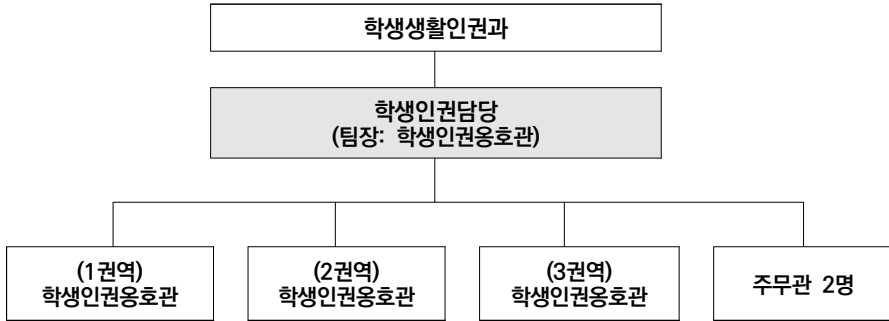 학생생활인권과
학생인권담당
(팀장: 학생인권옹호관)
(1권역)
학생인권옹호관
(2권역)
학생인권옹호관
(3권역)
학생인권옹호관
주무관 2명